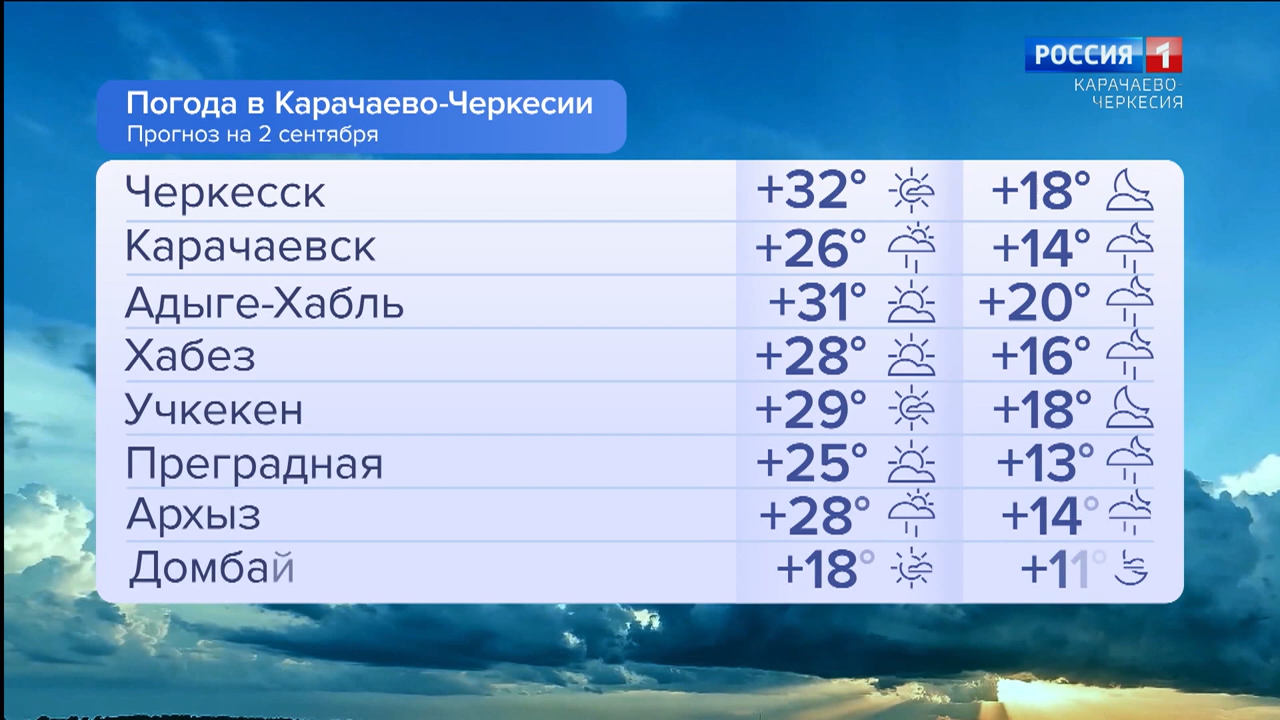 РОССИЯ 1
КАРАЧАЕВО-
ЧЕРКЕСИЯ
Погода в Карачаево-Черкесии
Прогноз на 2 сентября
Черкесск +32° +18°
Карачаевск +26° +14°
Адыге-Хабль +31° +20°
Хабез +28° +16°
Учкекен +29° +18°
Преградная +25° +13°
Архыз +28° +14°
Домбай +18° +11°